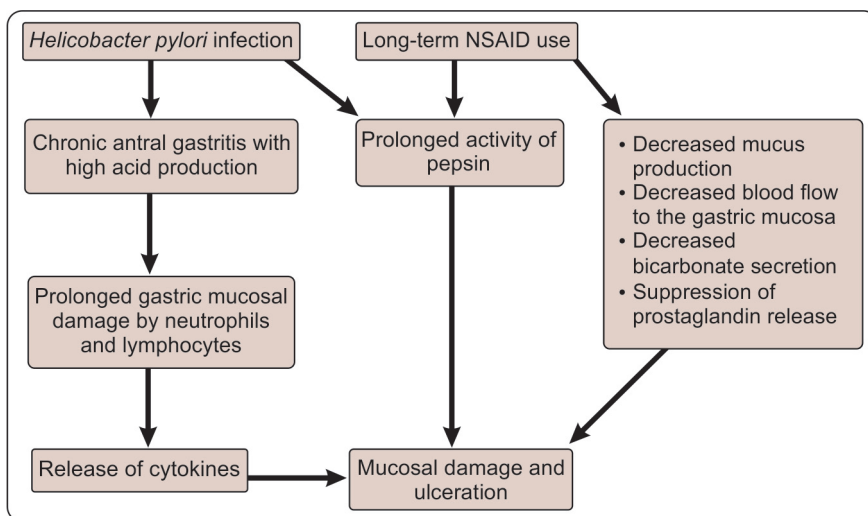 Helicobacter pylori infection
Long-term NSAID use
Chronic antral gastritis with
high acid production
Prolonged activity of
pepsin
• Decreased mucus
production
• Decreased blood flow
to the gastric mucosa
• Decreased
bicarbonate secretion
• Suppression of
prostaglandin release
Prolonged gastric mucosal
damage by neutrophils
and lymphocytes
Release of cytokines
Mucosal damage and
ulceration